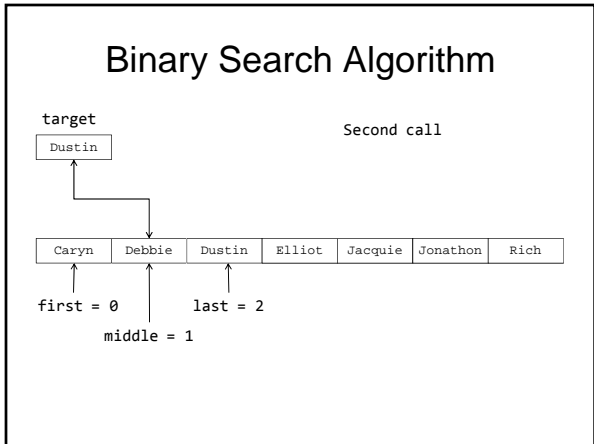 Binary Search Algorithm
target
Second call
Dustin
Caryn Debbie Dustin Elliot Jacquie Jonathon Rich
first = 0 last = 2
middle = 1